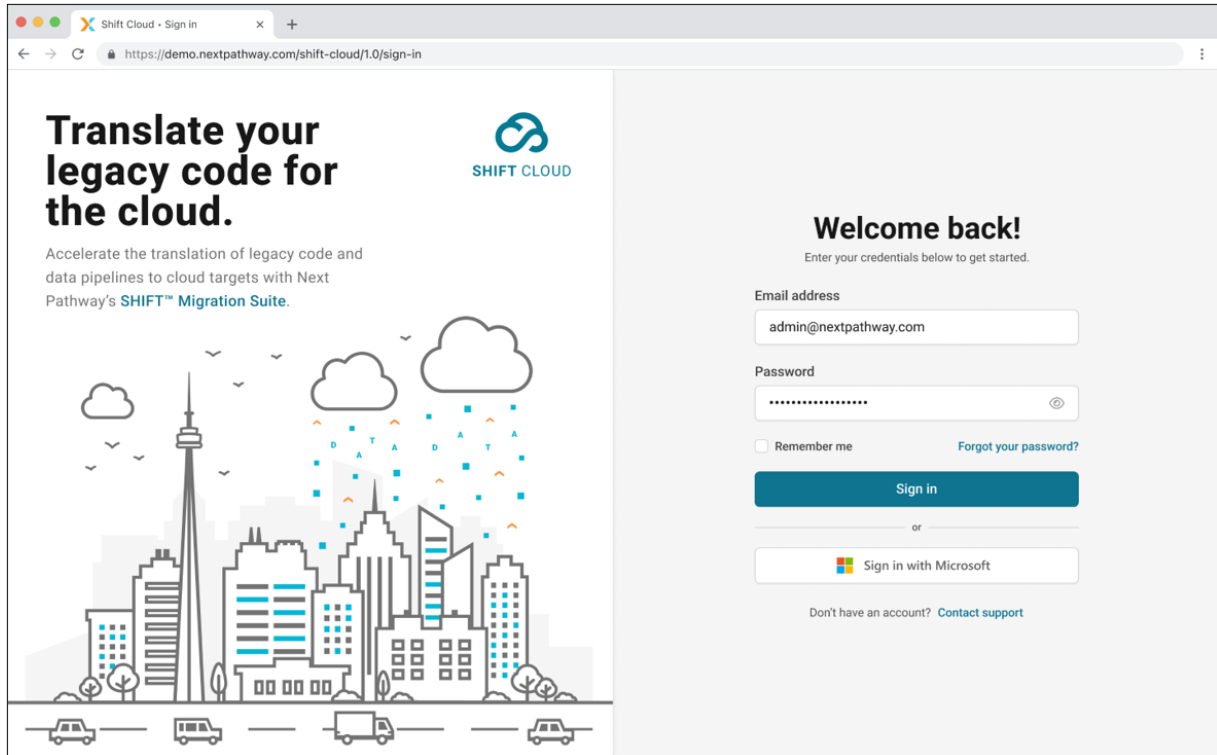 Shift Cloud • Sign in
https://demo.nextpathway.com/shift-cloud/1.0/sign-in
Translate your
legacy code for
the cloud.
SHIFT CLOUD
Accelerate the translation of legacy code and
data pipelines to cloud targets with Next
Pathway's SHIFT™ Migration Suite.
D A T A D A T A
Welcome back!
Enter your credentials below to get started.
Email address
admin@nextpathway.com
Password
••••••••••••••••••
Remember me
Forgot your password?
Sign in
or
Sign in with Microsoft
Don't have an account? Contact support